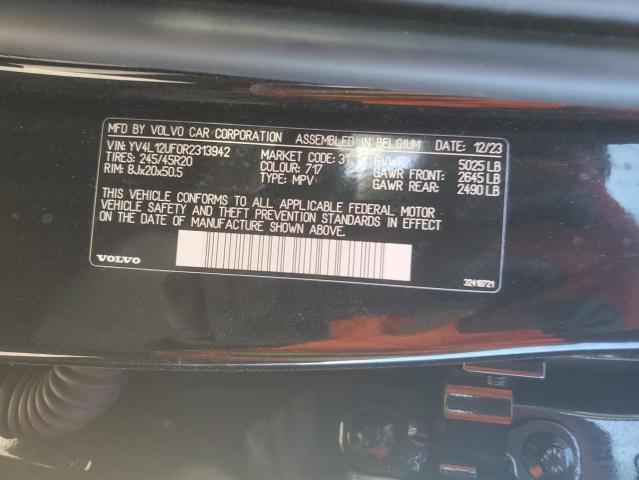 MFD BY VOLVO CAR CORPORATION ASSEMBLED IN BELGIUM DATE: 12/23
VIN: YV4L12UF0R2313942 MARKET CODE: 31 GVWR 5025 LB
TIRES: 245/45R20 COLOUR: 717 GAWR FRONT: 2645 LB
RIM: 8Jx20x50.5 TYPE: MPV GAWR REAR: 2490 LB
THIS VEHICLE CONFORMS TO ALL APPLICABLE FEDERAL MOTOR
VEHICLE SAFETY AND THEFT PREVENTION STANDARDS IN EFFECT
ON THE DATE OF MANUFACTURE SHOWN ABOVE.
VOLVO 32419721